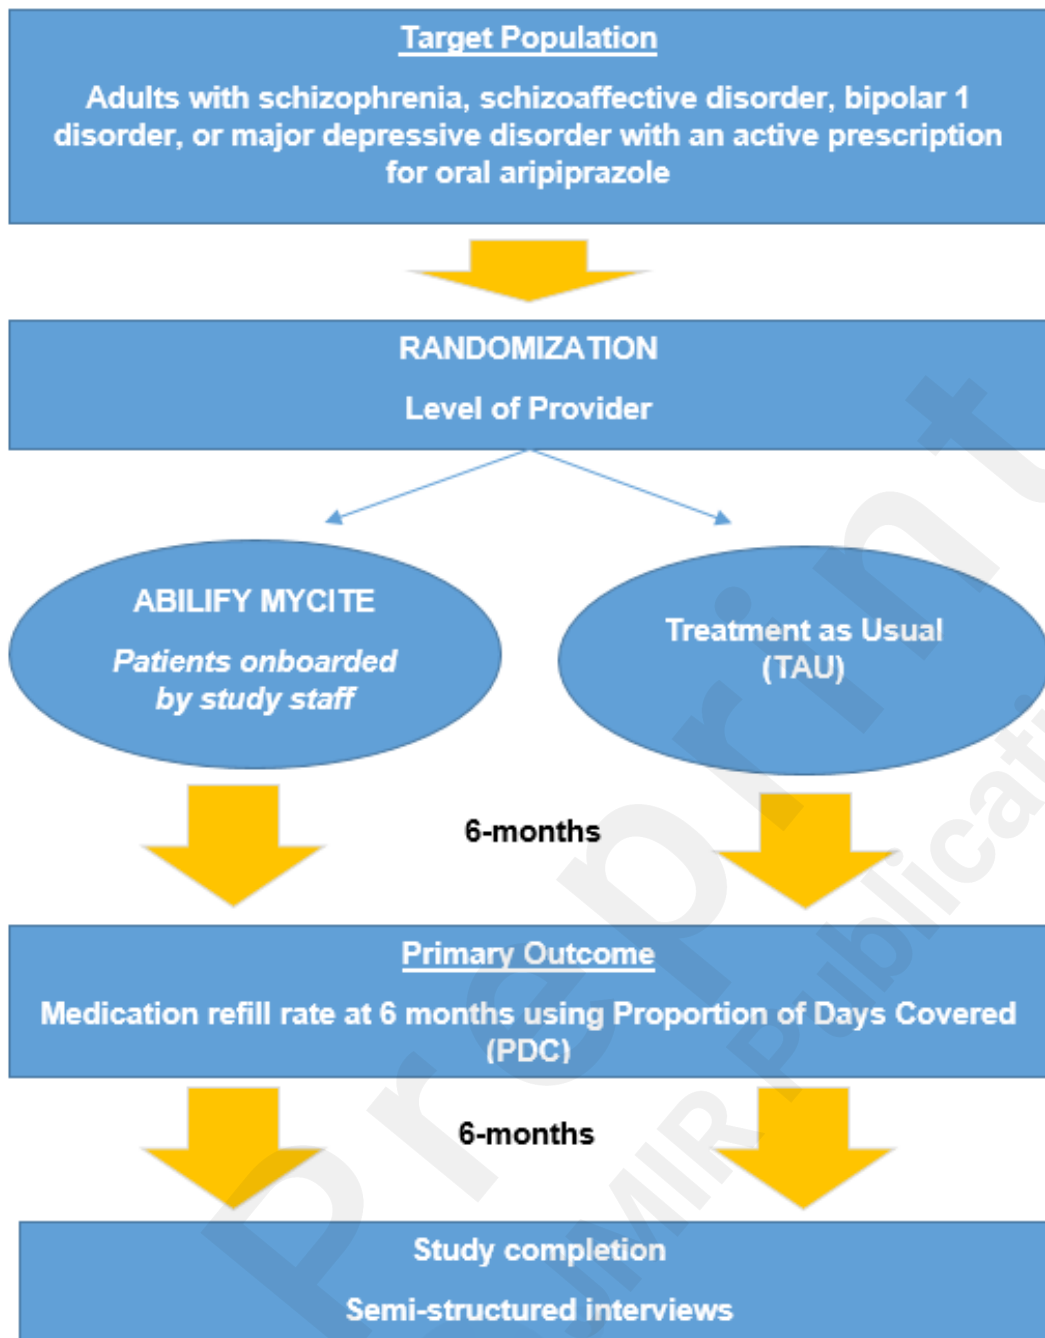 Target Population
Adults with schizophrenia, schizoaffective disorder, bipolar 1
disorder, or major depressive disorder with an active prescription
for oral aripiprazole
RANDOMIZATION
Level of Provider
ABILIFY MYCITE
Patients onboarded
by study staff
Treatment as Usual
(TAU)
6-months
Primary Outcome
Medication refill rate at 6 months using Proportion of Days Covered
(PDC)
6-months
Study completion
Semi-structured interviews
Preprint
JMIR Publicati